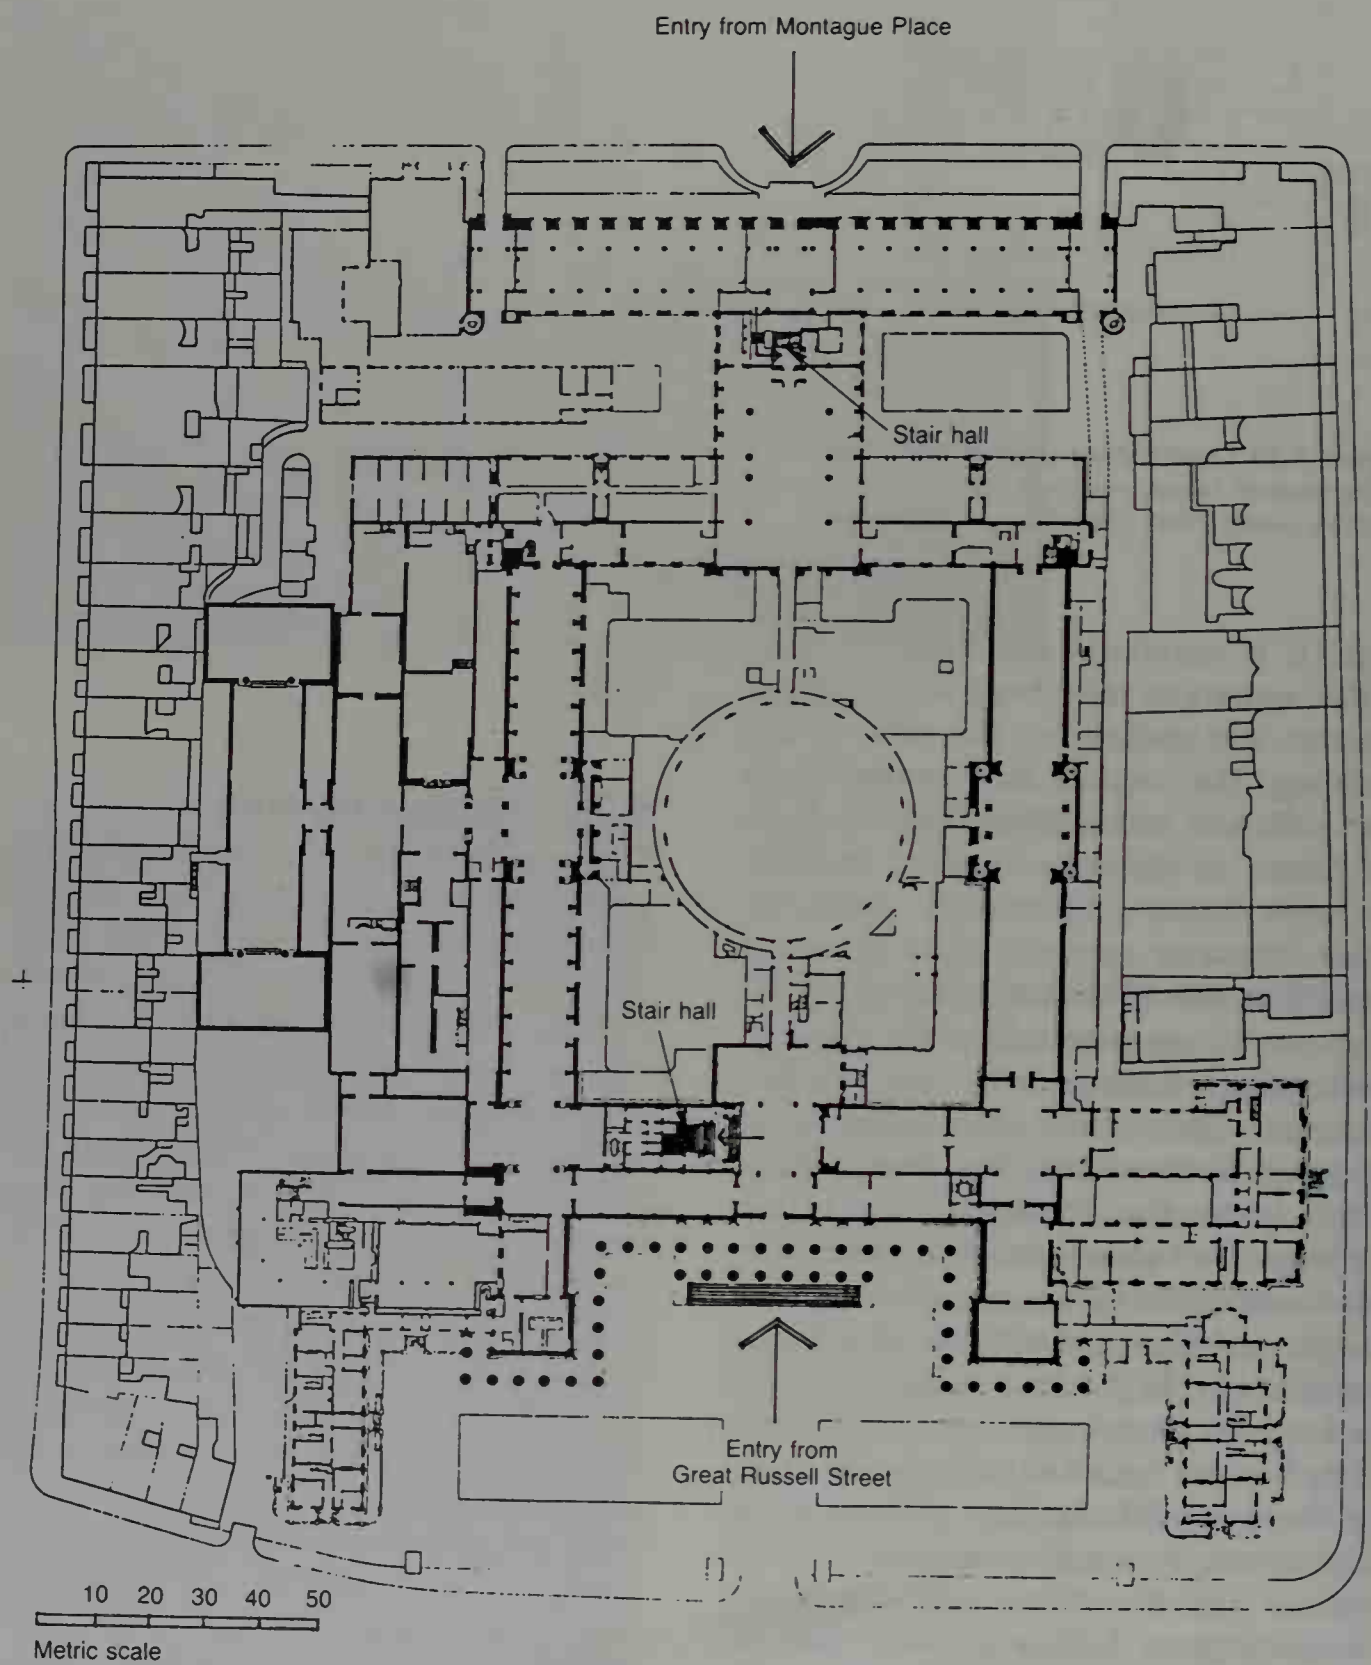 Entry from Montague Place
Stair hall
Stair hall
Entry from
Great Russell Street
10 20 30 40 50
Metric scale